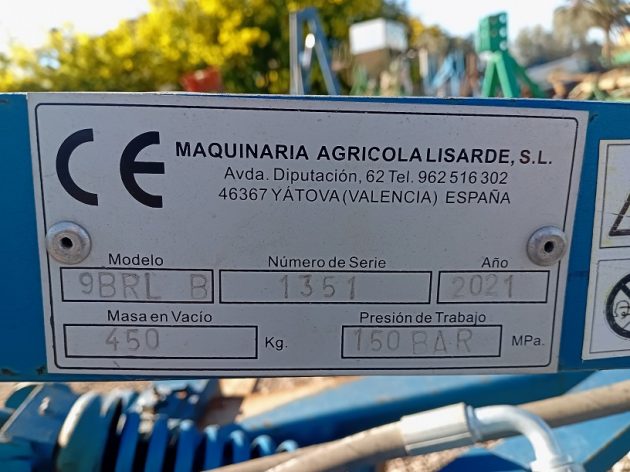 CE
MAQUINARIA AGRICOLA LISARDE, S.L.
Avda. Diputación, 62 Tel. 962 516 302
46367 YÁTOVA (VALENCIA) ESPAÑA
Modelo Número de Serie Año
9BRL B 1351 2021
Masa en Vacío Presión de Trabajo
450 Kg. 150 BAR MPa.